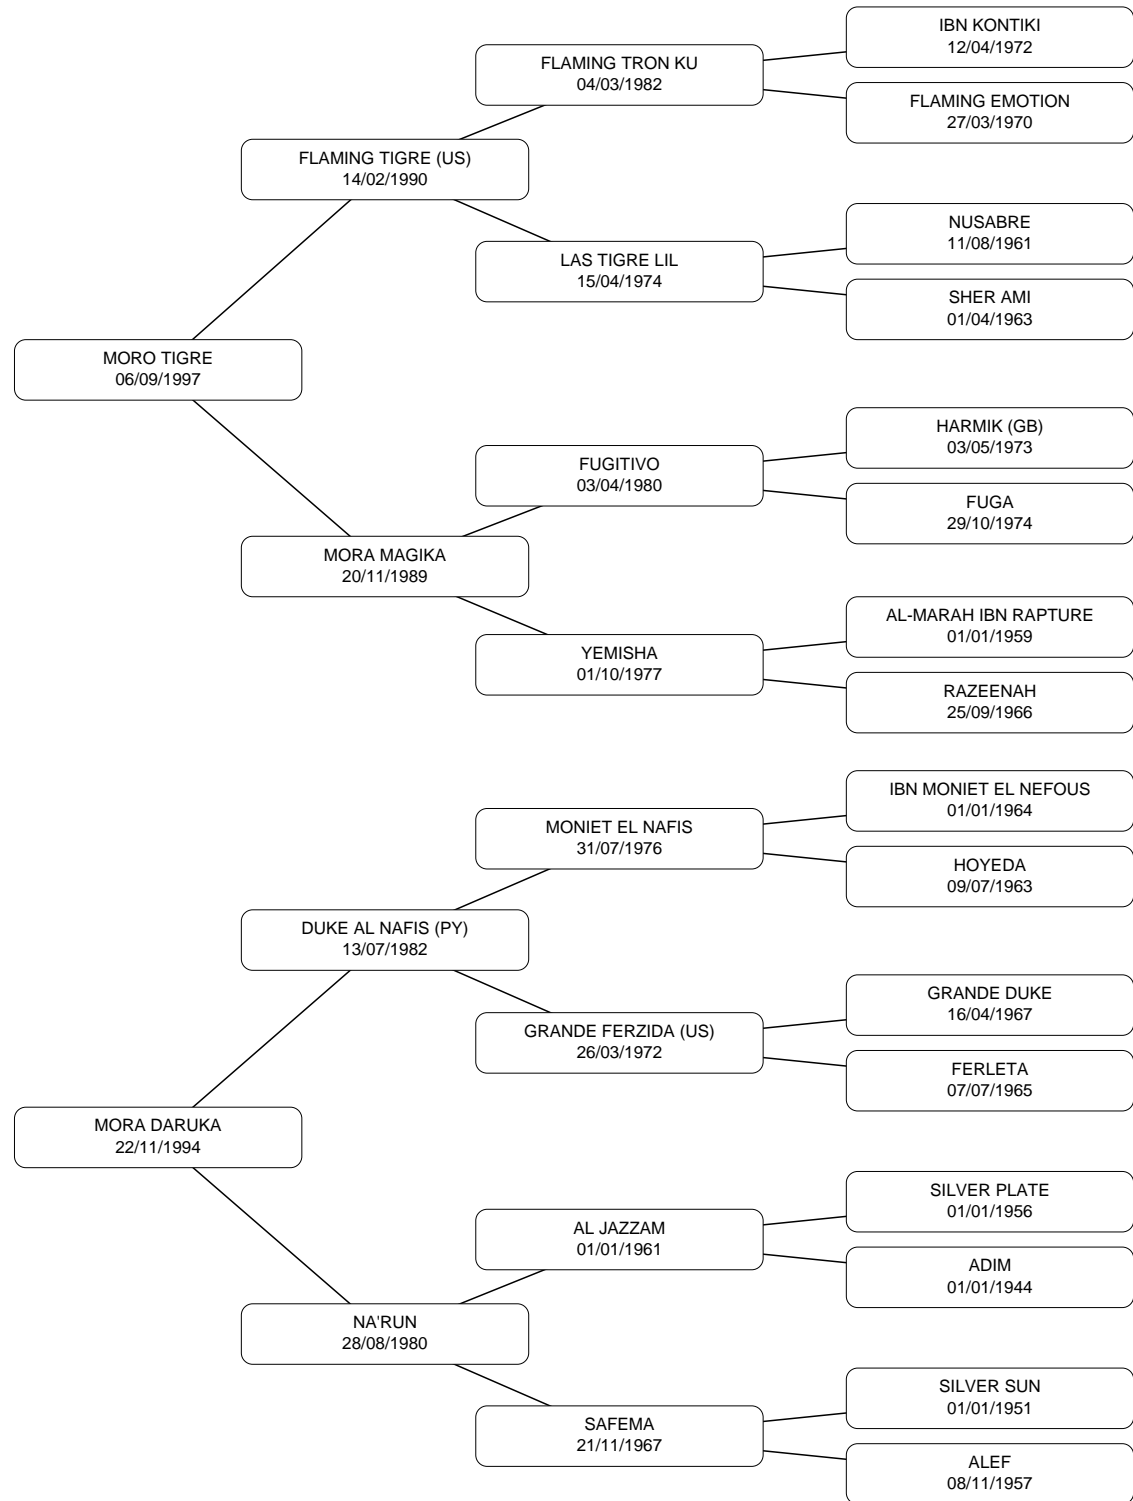 IBN KONTIKI
12/04/1972
FLAMING TRON KU
04/03/1982
FLAMING EMOTION
27/03/1970
FLAMING TIGRE (US)
14/02/1990
NUSABRE
11/08/1961
LAS TIGRE LIL
15/04/1974
SHER AMI
01/04/1963
MORO TIGRE
06/09/1997
HARMIK (GB)
03/05/1973
FUGITIVO
03/04/1980
FUGA
29/10/1974
MORA MAGIKA
20/11/1989
AL-MARAH IBN RAPTURE
01/01/1959
YEMISHA
01/10/1977
RAZEENAH
25/09/1966
IBN MONIET EL NEFOUS
01/01/1964
MONIET EL NAFIS
31/07/1976
HOYEDA
09/07/1963
DUKE AL NAFIS (PY)
13/07/1982
GRANDE DUKE
16/04/1967
GRANDE FERZIDA (US)
26/03/1972
FERLETA
07/07/1965
MORA DARUKA
22/11/1994
SILVER PLATE
01/01/1956
AL JAZZAM
01/01/1961
ADIM
01/01/1944
NA'RUN
28/08/1980
SILVER SUN
01/01/1951
SAFEMA
21/11/1967
ALEF
08/11/1957